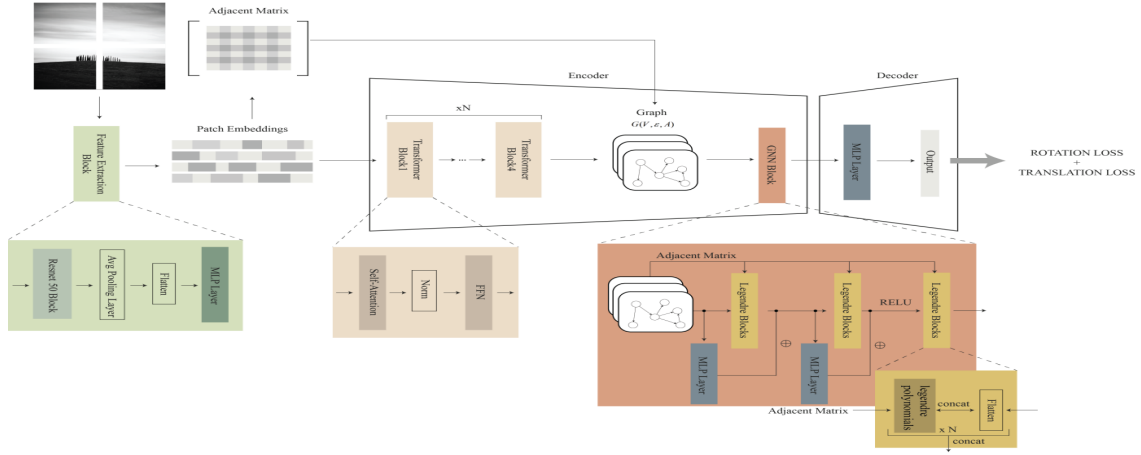 Adjacent Matrix
Encoder
Decoder
xN
Graph
G(V, ε, A)
Feature Extraction
Block
Patch Embeddings
Transformer
Block1
...
Transformer
Block4
GNN Block
MLP Layer
Output
ROTATION LOSS
+
TRANSLATION LOSS
Resnet 50 Block
Avg Pooling Layer
Flatten
MLP Layer
Self-Attention
Norm
FFN
Adjacent Matrix
Legendre Blocks
Legendre Blocks
RELU
Legendre Blocks
MLP Layer
⊕
MLP Layer
⊕
Adjacent Matrix
legendre
polynomials
concat
Flatten
x N
concat